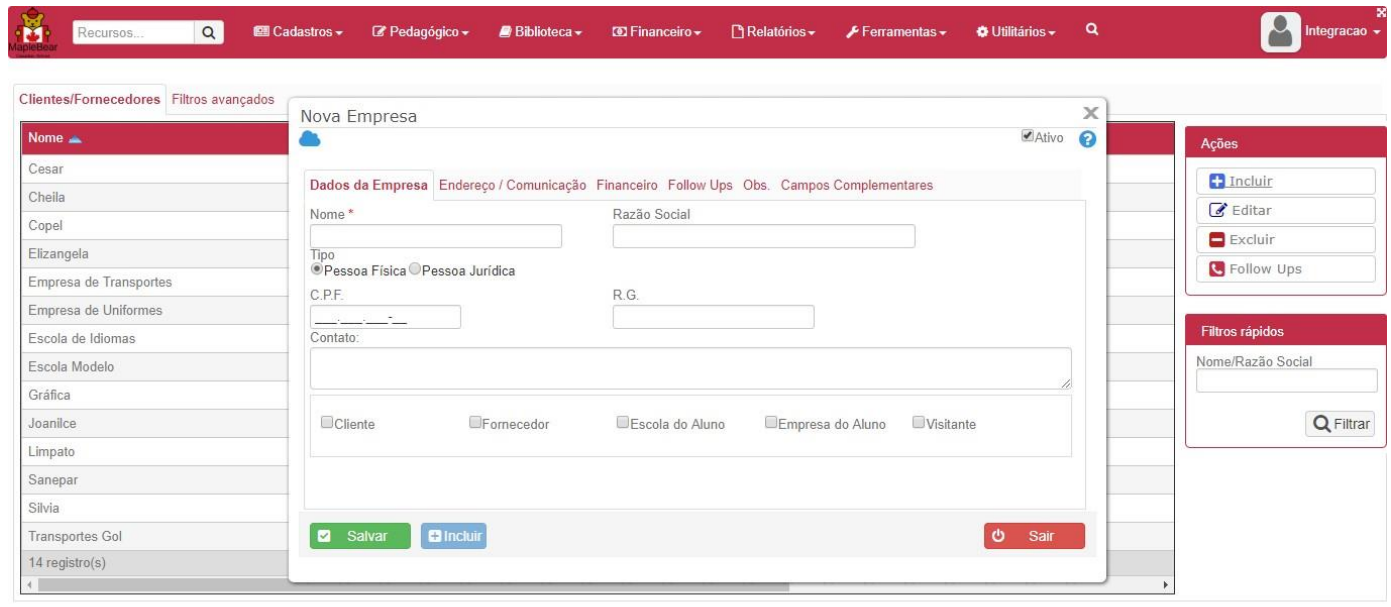 MapleBear
Recursos...
Cadastros
Pedagógico
Biblioteca
Financeiro
Relatórios
Ferramentas
Utilitários
Integracao
Clientes/Fornecedores Filtros avançados
Nome
Cesar
Cheila
Copel
Elizangela
Empresa de Transportes
Empresa de Uniformes
Escola de Idiomas
Escola Modelo
Gráfica
Joanilce
Limpato
Sanepar
Silvia
Transportes Gol
14 registro(s)
Nova Empresa
Ativo
Dados da Empresa Endereço / Comunicação Financeiro Follow Ups Obs. Campos Complementares
Nome * Razão Social
Tipo
Pessoa Física Pessoa Jurídica
C.P.F. R.G.
___.___.___-__
Contato:
Cliente Fornecedor Escola do Aluno Empresa do Aluno Visitante
Salvar Incluir Sair
Ações
Incluir
Editar
Excluir
Follow Ups
Filtros rápidos
Nome/Razão Social
Filtrar